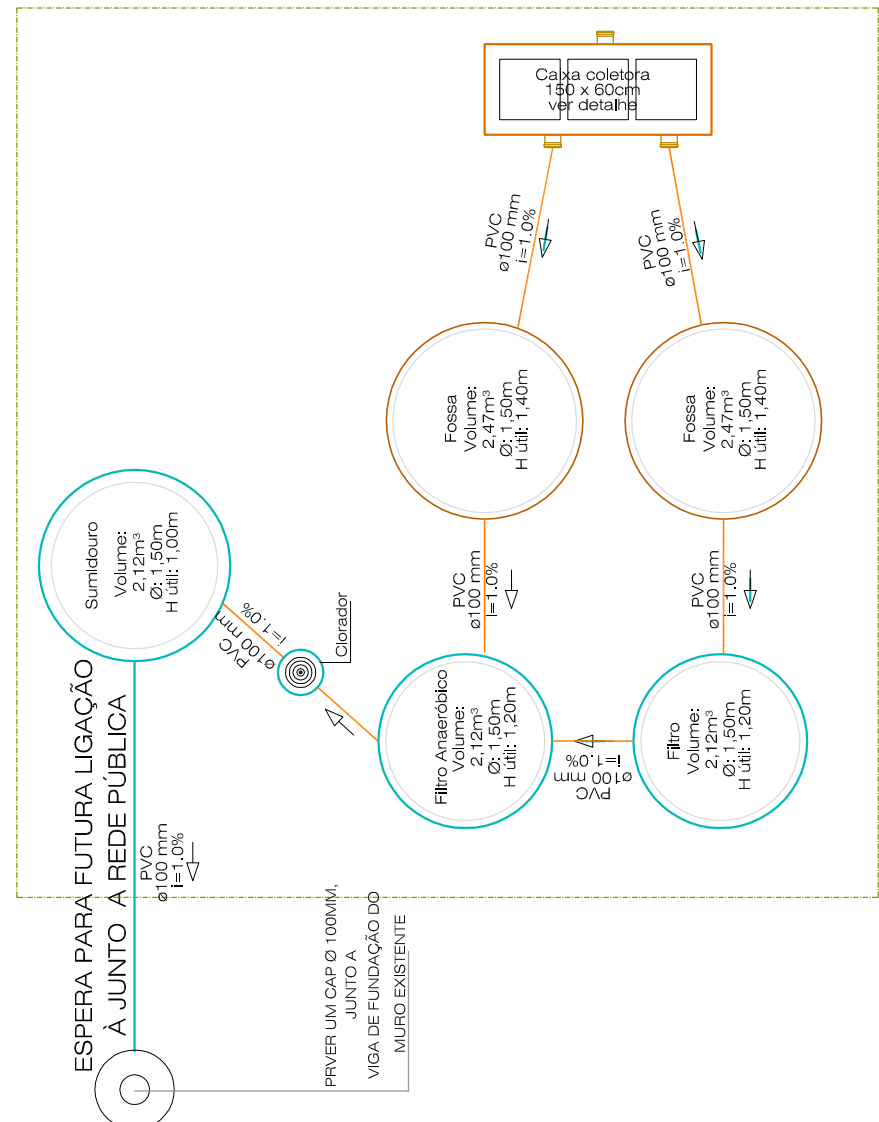 Caixa coletora
150 x 60cm
ver detalhe
PVC
ø100 mm
i=1.0%
PVC
ø100 mm
i=1.0%
Fossa
Volume:
2,47m³
Ø: 1,50m
H útil: 1,40m
Fossa
Volume:
2,47m³
Ø: 1,50m
H útil: 1,40m
Sumidouro
Volume:
2,12m³
Ø: 1,50m
H útil: 1,00m
PVC
ø100 mm
i=1.0%
PVC
ø100 mm
i=1.0%
PVC
ø100 mm
i=1.0%
Clorador
Filtro Anaeróbico
Volume:
2,12m³
Ø: 1,50m
H útil: 1,20m
PVC
ø100 mm
i=1.0%
Filtro
Volume:
2,12m³
Ø: 1,50m
H útil: 1,20m
ESPERA PARA FUTURA LIGAÇÃO
À JUNTO A REDE PÚBLICA
PVC
ø100 mm
i=1.0%
PRVER UM CAP Ø 100MM,
JUNTO A
VIGA DE FUNDAÇÃO DO
MURO EXISTENTE